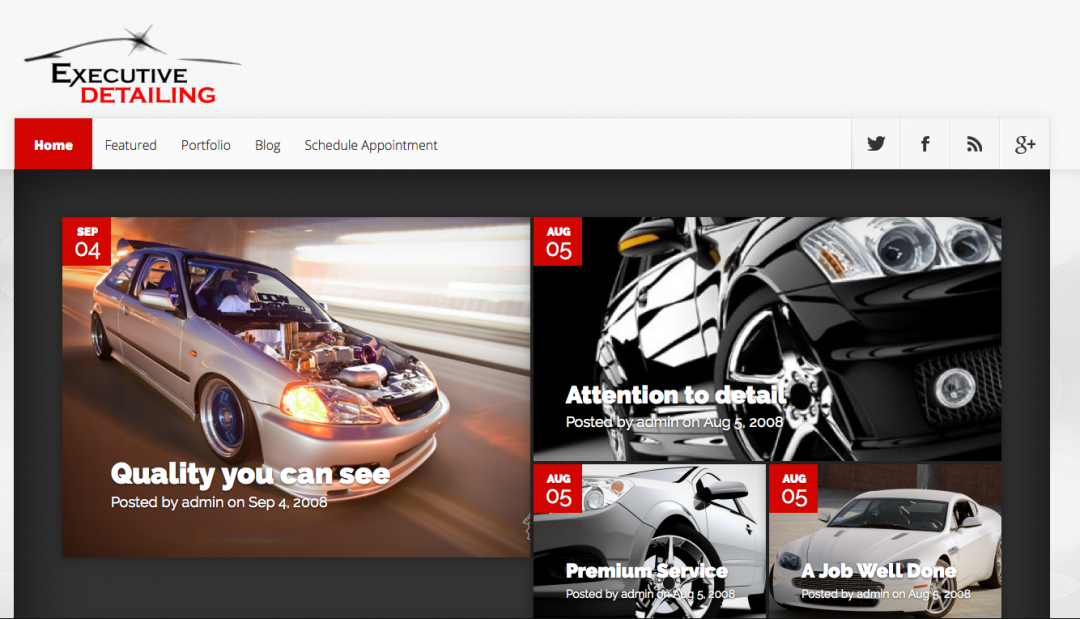 EXECUTIVE
DETAILING
Home Featured Portfolio Blog Schedule Appointment
g+
SEP
04
Quality you can see
Posted by admin on Sep 4, 2008
AUG
05
Attention to detail
Posted by admin on Aug 5, 2008
AUG
05
Premium Service
Posted by admin on Aug 5, 2008
AUG
05
A Job Well Done
Posted by admin on Aug 5, 2008